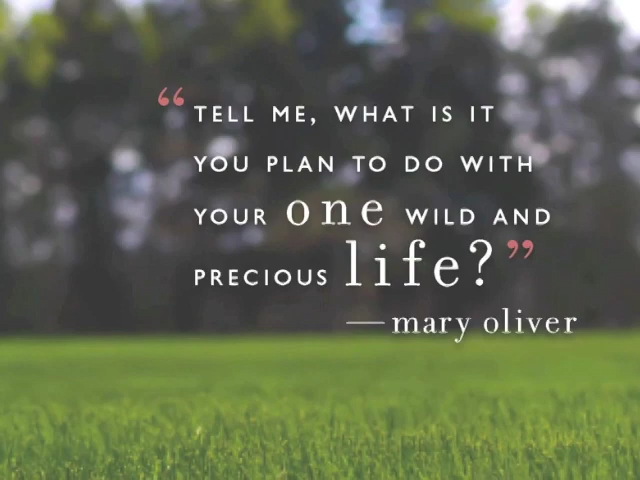 “TELL ME, WHAT IS IT
YOU PLAN TO DO WITH
YOUR one WILD AND
PRECIOUS life?”
—mary oliver